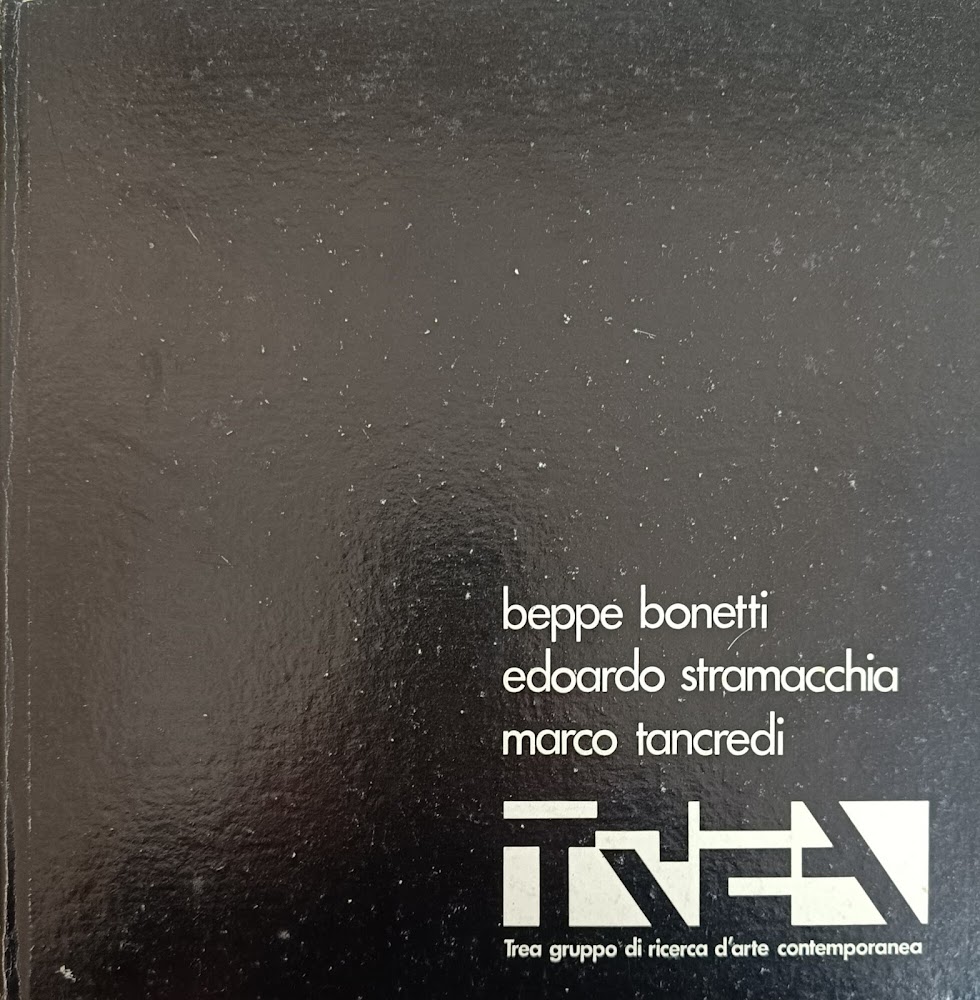 beppe bonetti
edoardo stramacchia
marco tancredi
TREA
Trea gruppo di ricerca d'arte contemporanea